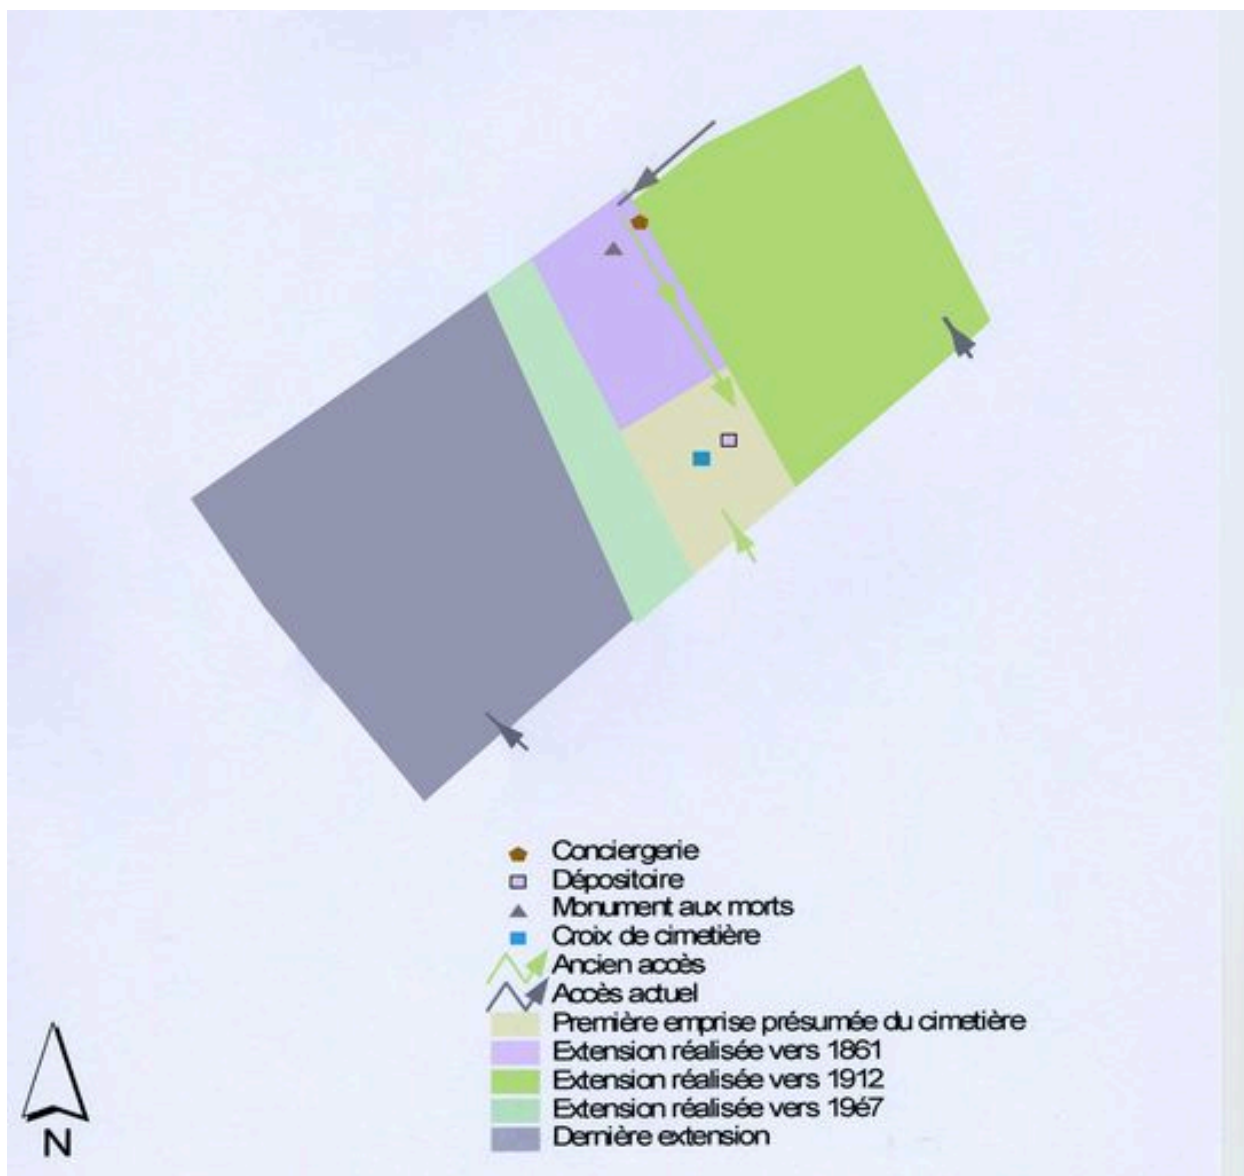 Conciergerie
Dépositoire
Monument aux morts
Croix de cimetière
Ancien accès
Accès actuel
Première emprise présumée du cimetière
Extension réalisée vers 1861
Extension réalisée vers 1912
Extension réalisée vers 19é7
Dernière extension
N